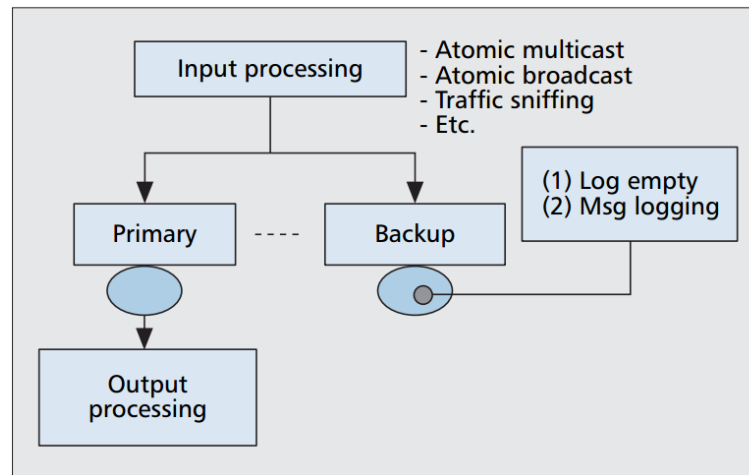 Input processing
- Atomic multicast
- Atomic broadcast
- Traffic sniffing
- Etc.
(1) Log empty
(2) Msg logging
Primary
Backup
Output
processing